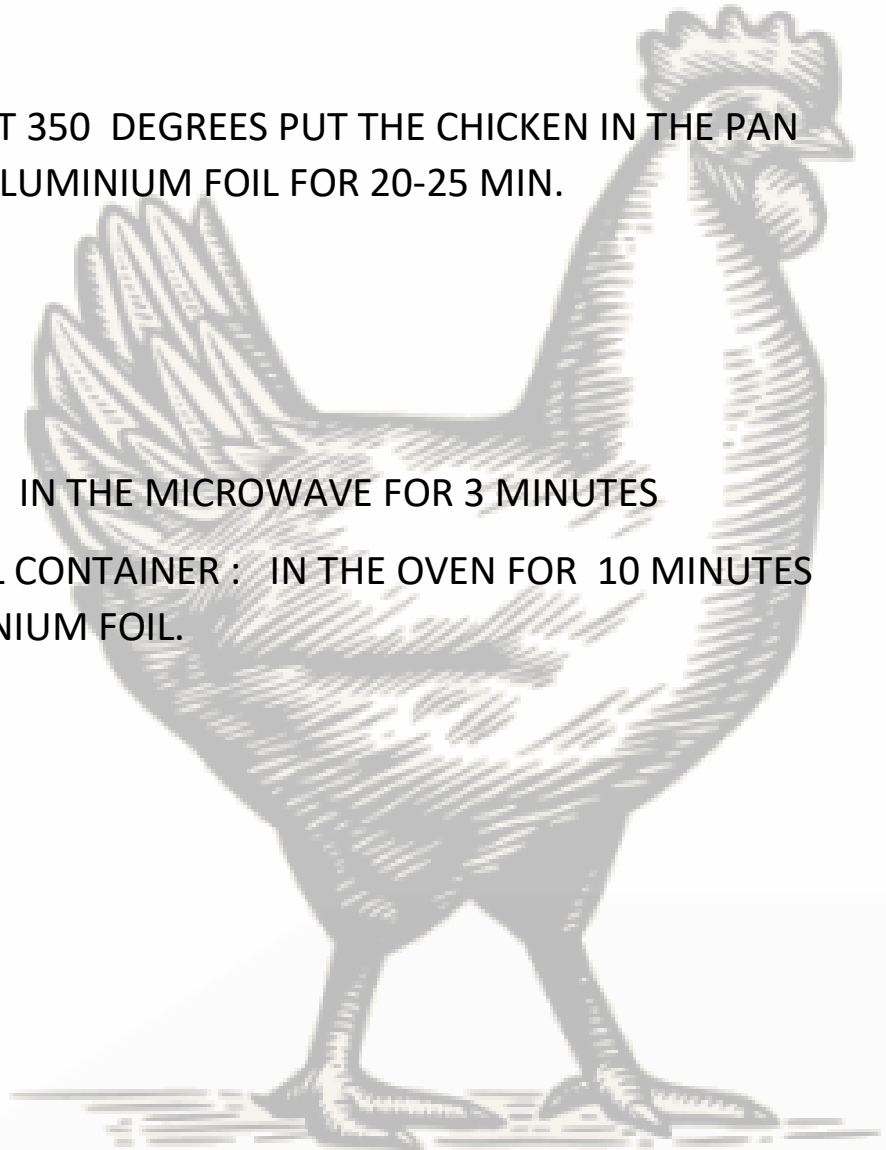 T 350 DEGREES PUT THE CHICKEN IN THE PAN
LUMINIUM FOIL FOR 20-25 MIN.
IN THE MICROWAVE FOR 3 MINUTES
L CONTAINER : IN THE OVEN FOR 10 MINUTES
NIUM FOIL.